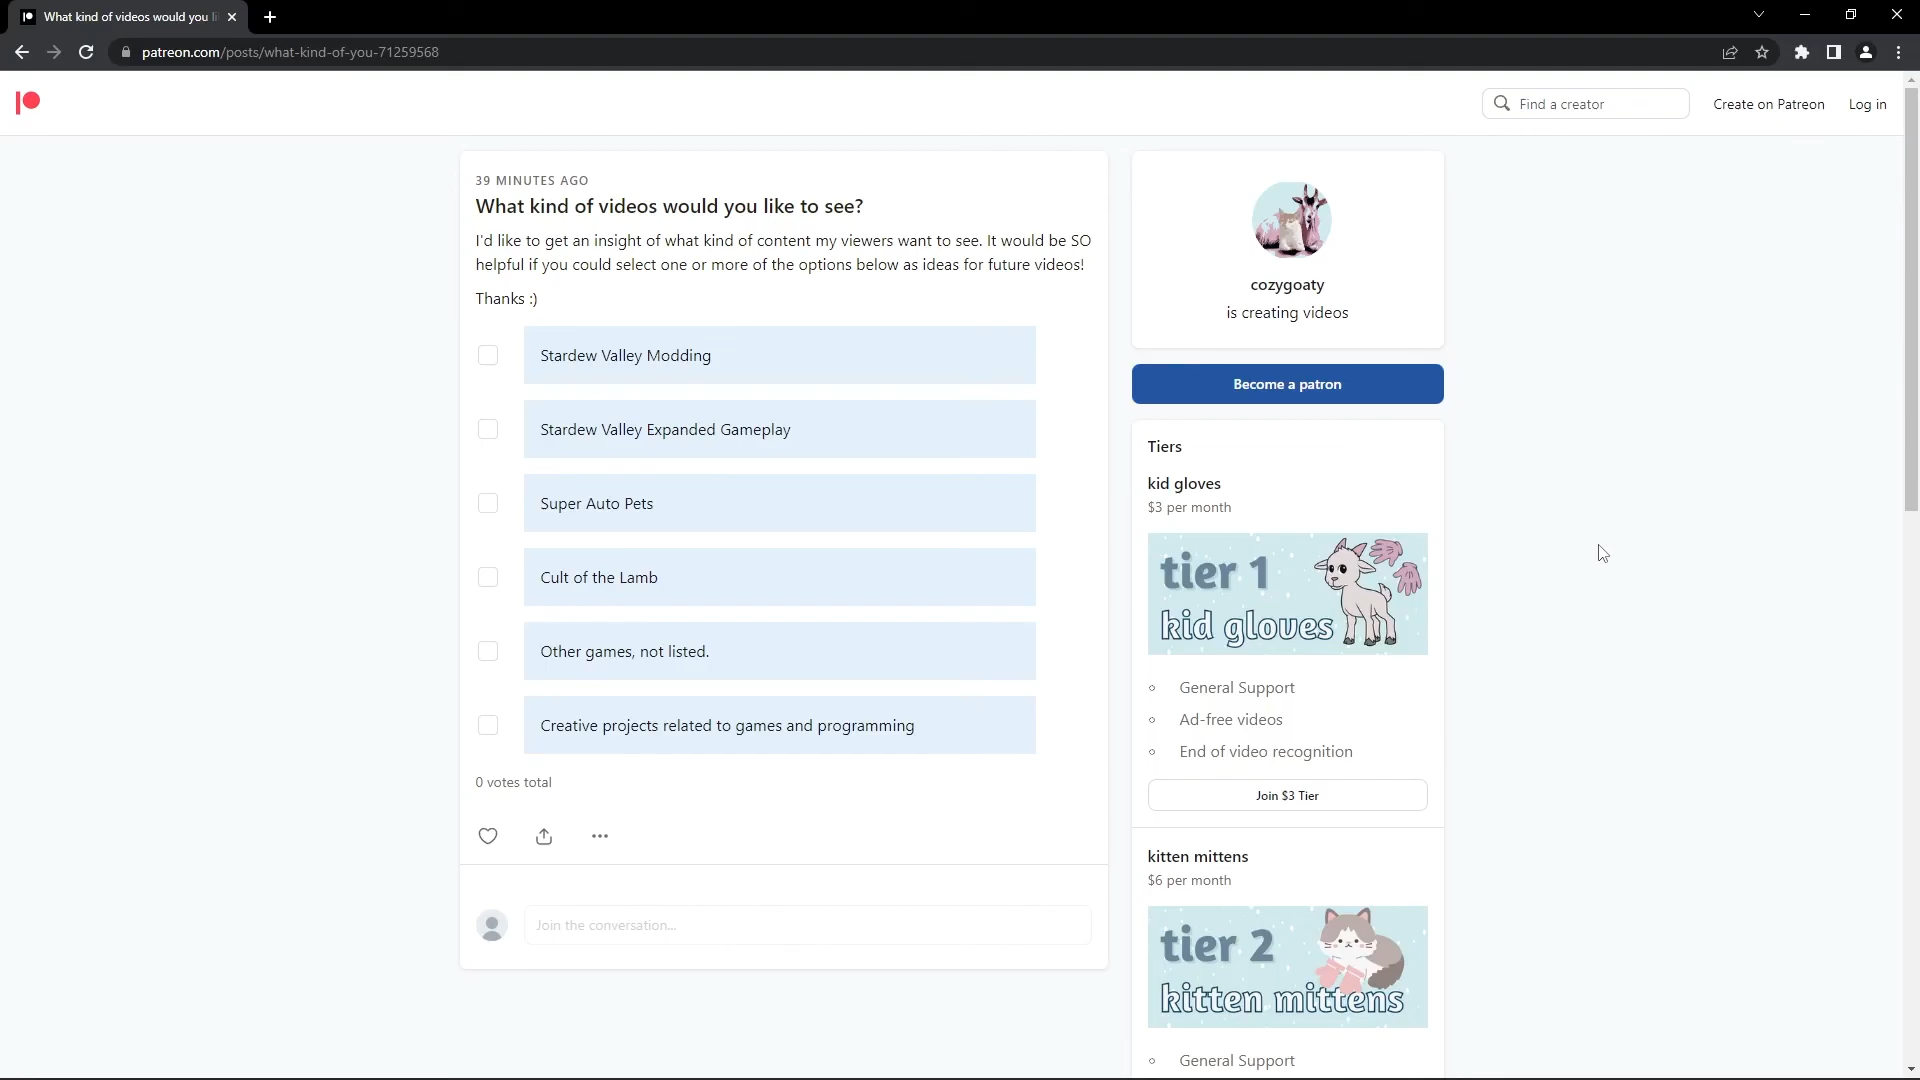 What kind of videos would you li
patreon.com/posts/what-kind-of-you-71259568
Find a creator
Create on Patreon
Log in
39 MINUTES AGO
What kind of videos would you like to see?
I'd like to get an insight of what kind of content my viewers want to see. It would be SO
helpful if you could select one or more of the options below as ideas for future videos!
Thanks :)
Stardew Valley Modding
Stardew Valley Expanded Gameplay
Super Auto Pets
Cult of the Lamb
Other games, not listed.
Creative projects related to games and programming
0 votes total
Join the conversation...
cozygoaty
is creating videos
Become a patron
Tiers
kid gloves
$3 per month
tier 1
kid gloves
General Support
Ad-free videos
End of video recognition
Join $3 Tier
kitten mittens
$6 per month
tier 2
kitten mittens
General Support